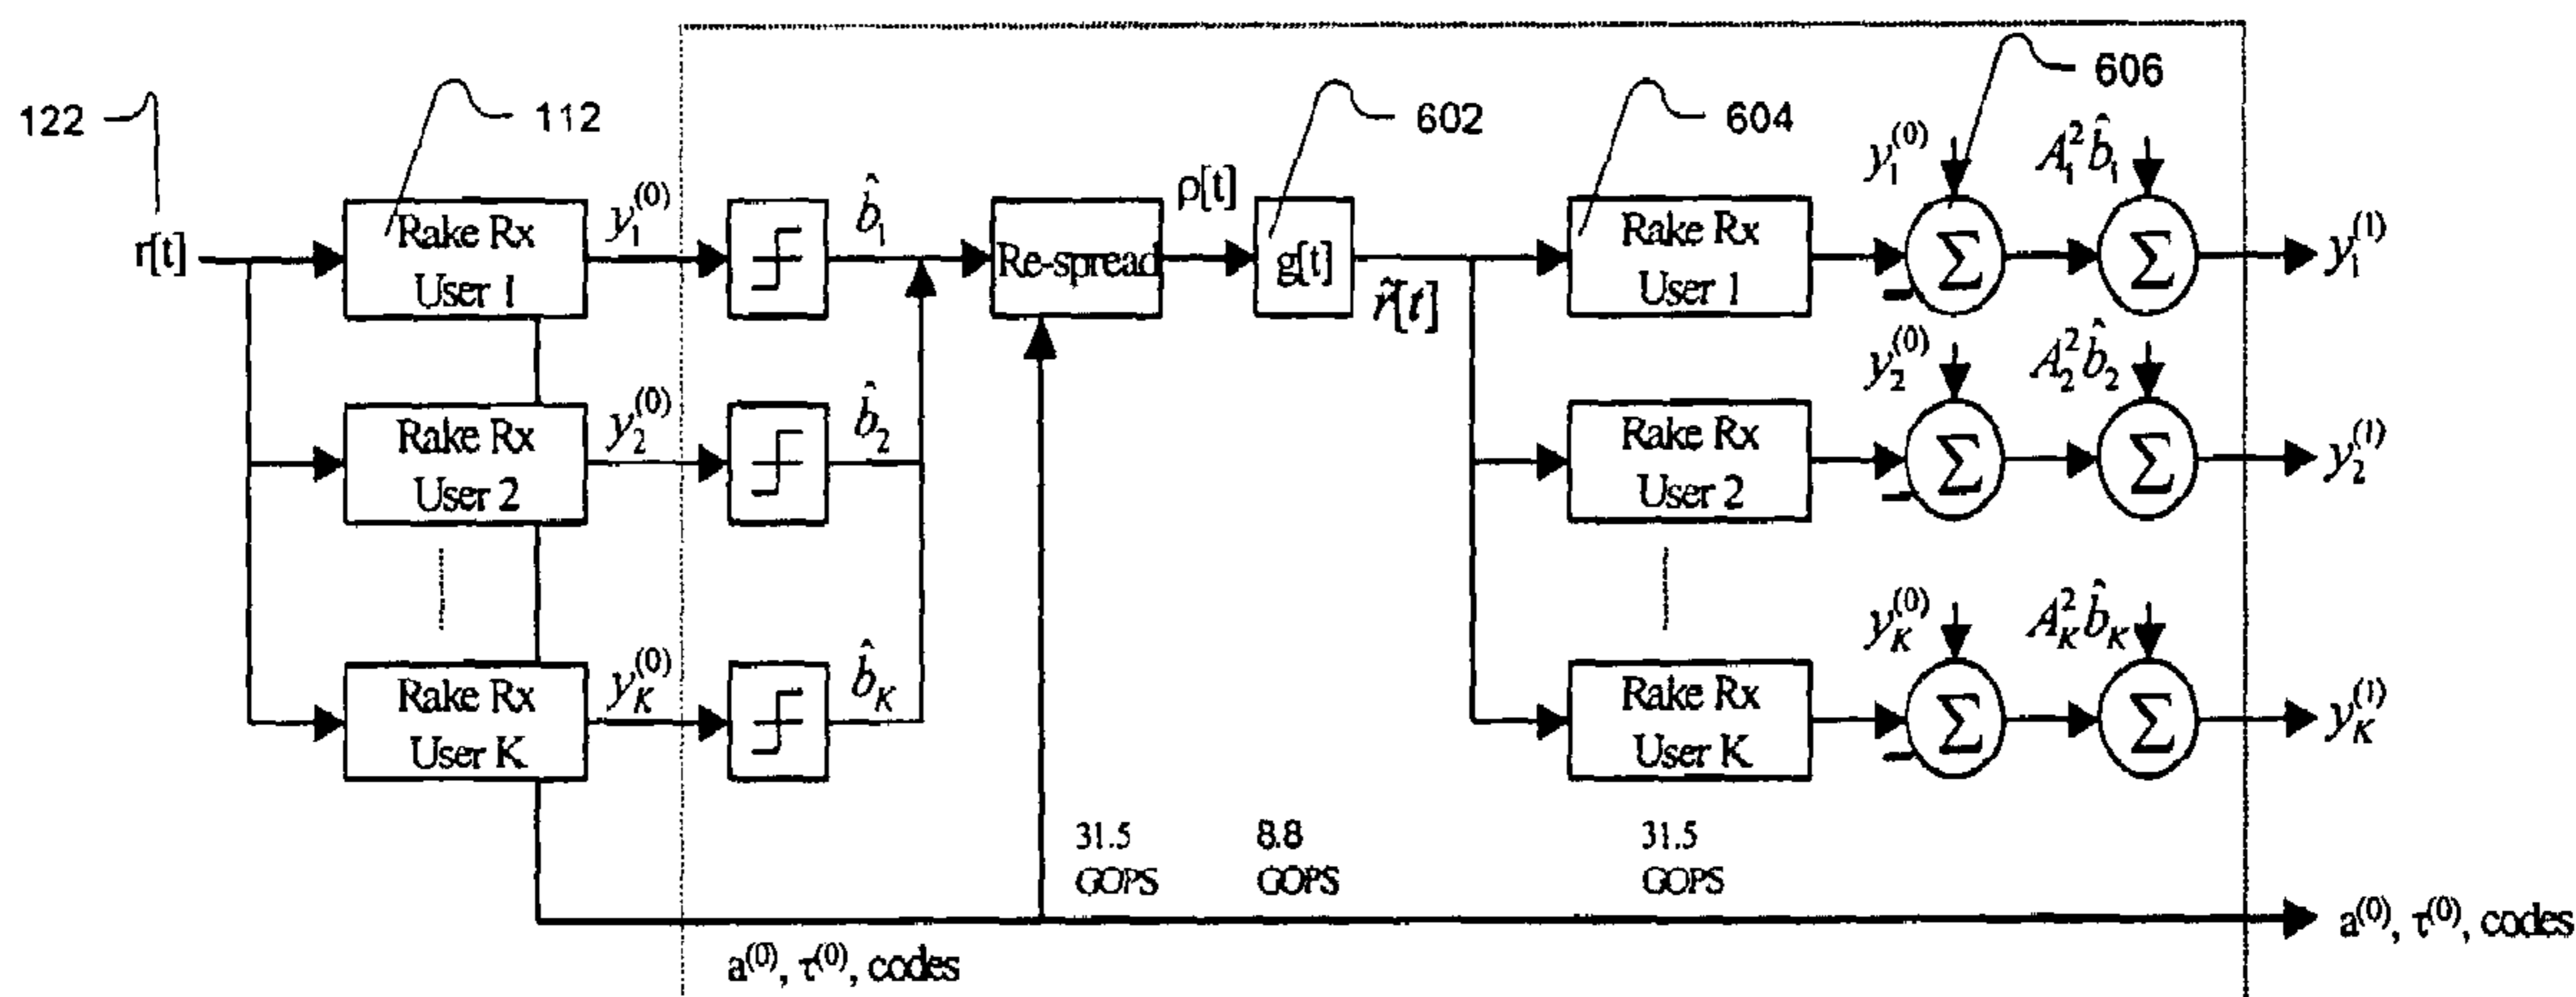 122
112
602
604
606
r[t]
Rake Rx
User 1
y₁⁽⁰⁾
b̂₁
Re-spread
ρ[t]
g[t]
r̂[t]
Rake Rx
User 1
y₁⁽⁰⁾
Σ
A₁²b̂₁
Σ
y₁⁽¹⁾
Rake Rx
User 2
y₂⁽⁰⁾
b̂₂
Rake Rx
User 2
y₂⁽⁰⁾
Σ
A₂²b̂₂
Σ
y₂⁽¹⁾
Rake Rx
User K
y_K⁽⁰⁾
b̂_K
Rake Rx
User K
y_K⁽⁰⁾
Σ
A_K²b̂_K
Σ
y_K⁽¹⁾
31.5
GOPS
8.8
GOPS
31.5
GOPS
a⁽⁰⁾, τ⁽⁰⁾, codes
a⁽⁰⁾, τ⁽⁰⁾, codes